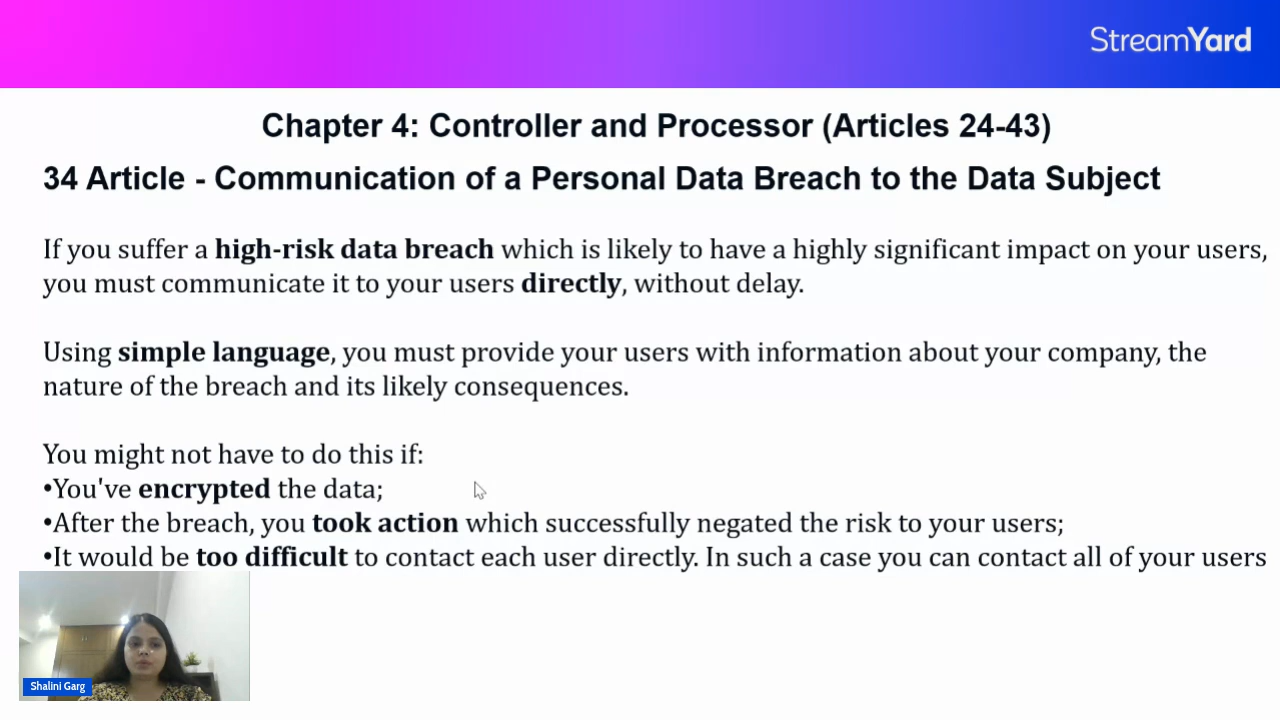 StreamYard
Chapter 4: Controller and Processor (Articles 24-43)
34 Article - Communication of a Personal Data Breach to the Data Subject
If you suffer a high-risk data breach which is likely to have a highly significant impact on your users,
you must communicate it to your users directly, without delay.
Using simple language, you must provide your users with information about your company, the
nature of the breach and its likely consequences.
You might not have to do this if:
•You've encrypted the data;
•After the breach, you took action which successfully negated the risk to your users;
•It would be too difficult to contact each user directly. In such a case you can contact all of your users
Shalini Garg